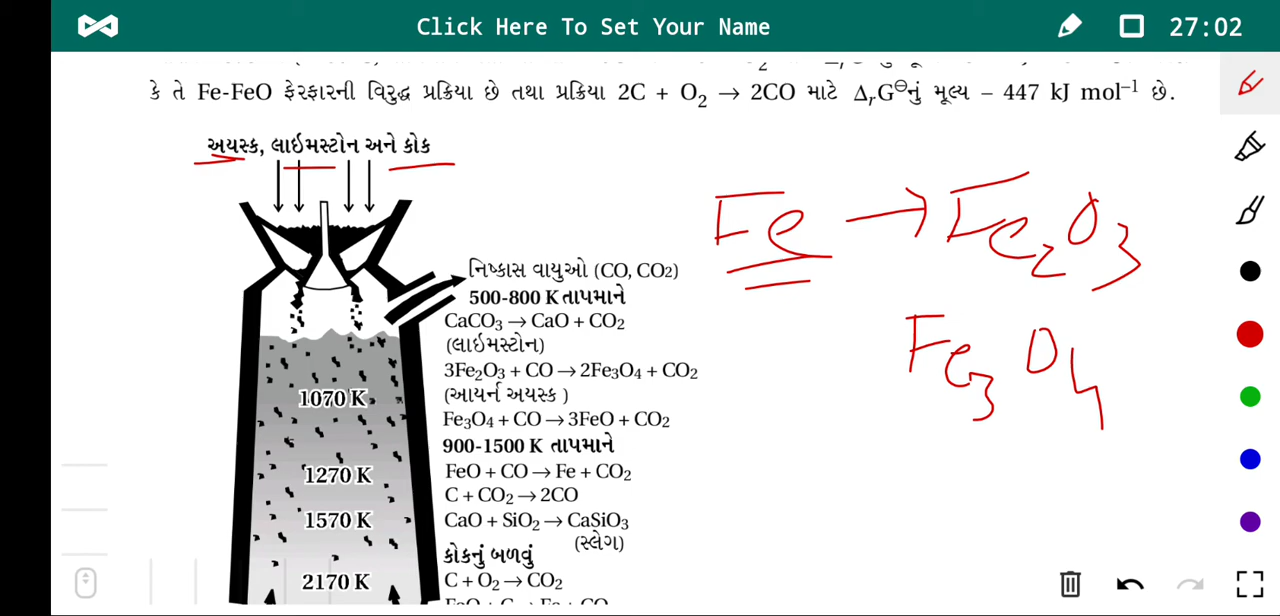 Click Here To Set Your Name
27:02
કે તે Fe-FeO ફેરફારની વિરુદ્ધ પ્રક્રિયા છે તથા પ્રક્રિયા 2C + O₂ → 2CO માટે ΔᵣG⊖નું મૂલ્ય – 447 kJ mol⁻¹ છે.
અયસ્ક, લાઇમસ્ટોન અને કોક
Fe → Fe₂O₃
નિષ્કાસ વાયુઓ (CO, CO₂)
500-800 K તાપમાને
CaCO₃ → CaO + CO₂
(લાઇમસ્ટોન)
Fe₃O₄
3Fe₂O₃ + CO → 2Fe₃O₄ + CO₂
(આયર્ન અયસ્ક)
1070 K
Fe₃O₄ + CO → 3FeO + CO₂
900-1500 K તાપમાને
FeO + CO → Fe + CO₂
1270 K
C + CO₂ → 2CO
CaO + SiO₂ → CaSiO₃
1570 K
(સ્લેગ)
કોકનું બળવું
C + O₂ → CO₂
2170 K